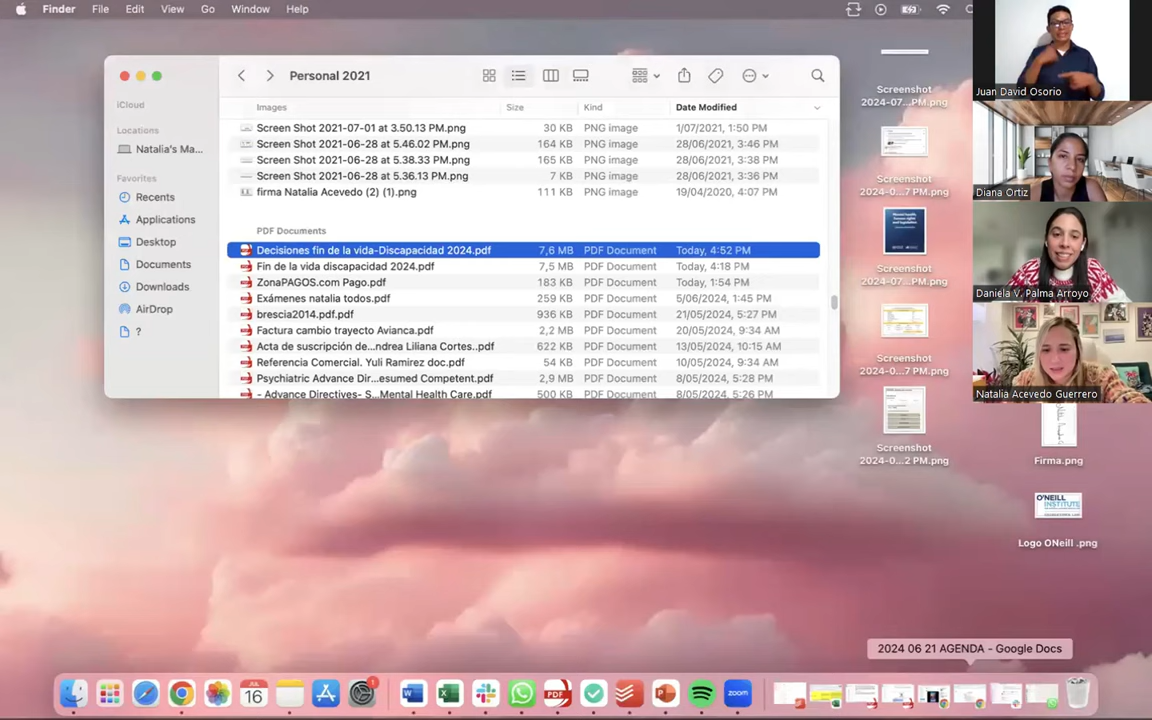 Finder File Edit View Go Window Help
Personal 2021
iCloud
Locations
Natalia's Ma...
Favorites
Recents
Applications
Desktop
Documents
Downloads
AirDrop
?
Images Size Kind Date Modified
Screen Shot 2021-07-01 at 3.50.13 PM.png 30 KB PNG image 1/07/2021, 1:50 PM
Screen Shot 2021-06-28 at 5.46.02 PM.png 164 KB PNG image 28/06/2021, 3:46 PM
Screen Shot 2021-06-28 at 5.38.33 PM.png 165 KB PNG image 28/06/2021, 3:38 PM
Screen Shot 2021-06-28 at 5.36.13 PM.png 7 KB PNG image 28/06/2021, 3:36 PM
firma Natalia Acevedo (2) (1).png 111 KB PNG image 19/04/2020, 4:07 PM
PDF Documents
Decisiones fin de la vida-Discapacidad 2024.pdf 7,6 MB PDF Document Today, 4:52 PM
Fin de la vida discapacidad 2024.pdf 7,5 MB PDF Document Today, 4:18 PM
ZonaPAGOS.com Pago.pdf 183 KB PDF Document Today, 1:54 PM
Exámenes natalia todos.pdf 259 KB PDF Document 5/06/2024, 1:45 PM
brescia2014.pdf.pdf 936 KB PDF Document 21/05/2024, 5:27 PM
Factura cambio trayecto Avianca.pdf 2,2 MB PDF Document 20/05/2024, 9:34 AM
Acta de suscripción de...ndrea Liliana Cortes..pdf 622 KB PDF Document 13/05/2024, 10:15 AM
Referencia Comercial. Yuli Ramirez doc.pdf 54 KB PDF Document 10/05/2024, 9:34 AM
Psychiatric Advance Dir...esumed Competent.pdf 2,9 MB PDF Document 8/05/2024, 5:28 PM
- Advance Directives- S...Mental Health Care.pdf 500 KB PDF Document 8/05/2024, 5:26 PM
Screenshot
2024-07...PM.png
Screenshot
2024-0...7 PM.png
Screenshot
2024-07...PM.png
Screenshot
2024-0...7 PM.png
Screenshot
2024-0...2 PM.png
Juan David Osorio
Diana Ortiz
Daniela V. Palma Arroyo
Natalia Acevedo Guerrero
Firma.png
O'NEILL
INSTITUTE
Logo ONeill .png
2024 06 21 AGENDA - Google Docs
JUL
16
1
W
X
PDF
P
zoom